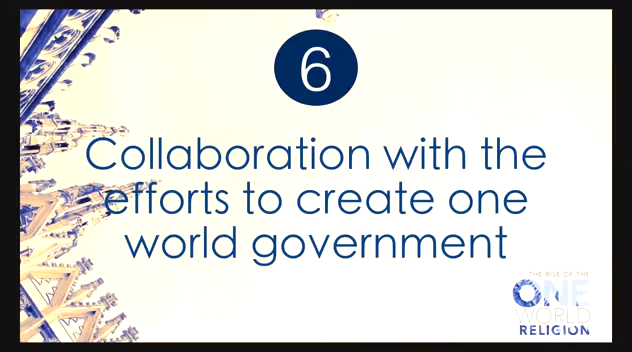 6
Collaboration with the
efforts to create one
world government
THE RISE OF THE
ONE
WORLD
RELIGION